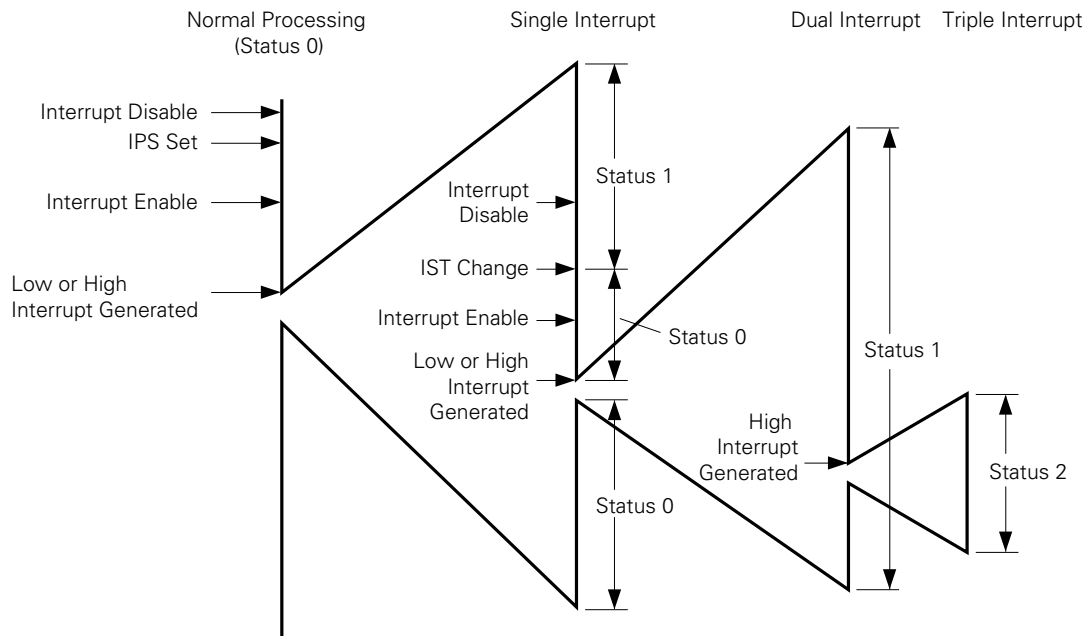 Normal Processing
(Status 0)
Single Interrupt
Dual Interrupt
Triple Interrupt
Interrupt Disable
IPS Set
Interrupt Enable
Low or High
Interrupt Generated
Status 1
Interrupt
Disable
IST Change
Interrupt Enable
Status 0
Low or High
Interrupt
Generated
Status 0
Status 1
High
Interrupt
Generated
Status 2